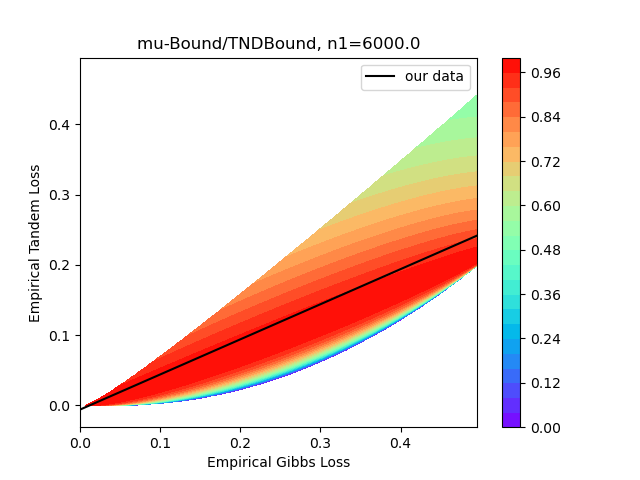 mu-Bound/TNDBound, n1=6000.0
our data
Empirical Tandem Loss
0.4
0.3
0.2
0.1
0.0
0.0 0.1 0.2 0.3 0.4
Empirical Gibbs Loss
0.96
0.84
0.72
0.60
0.48
0.36
0.24
0.12
0.00